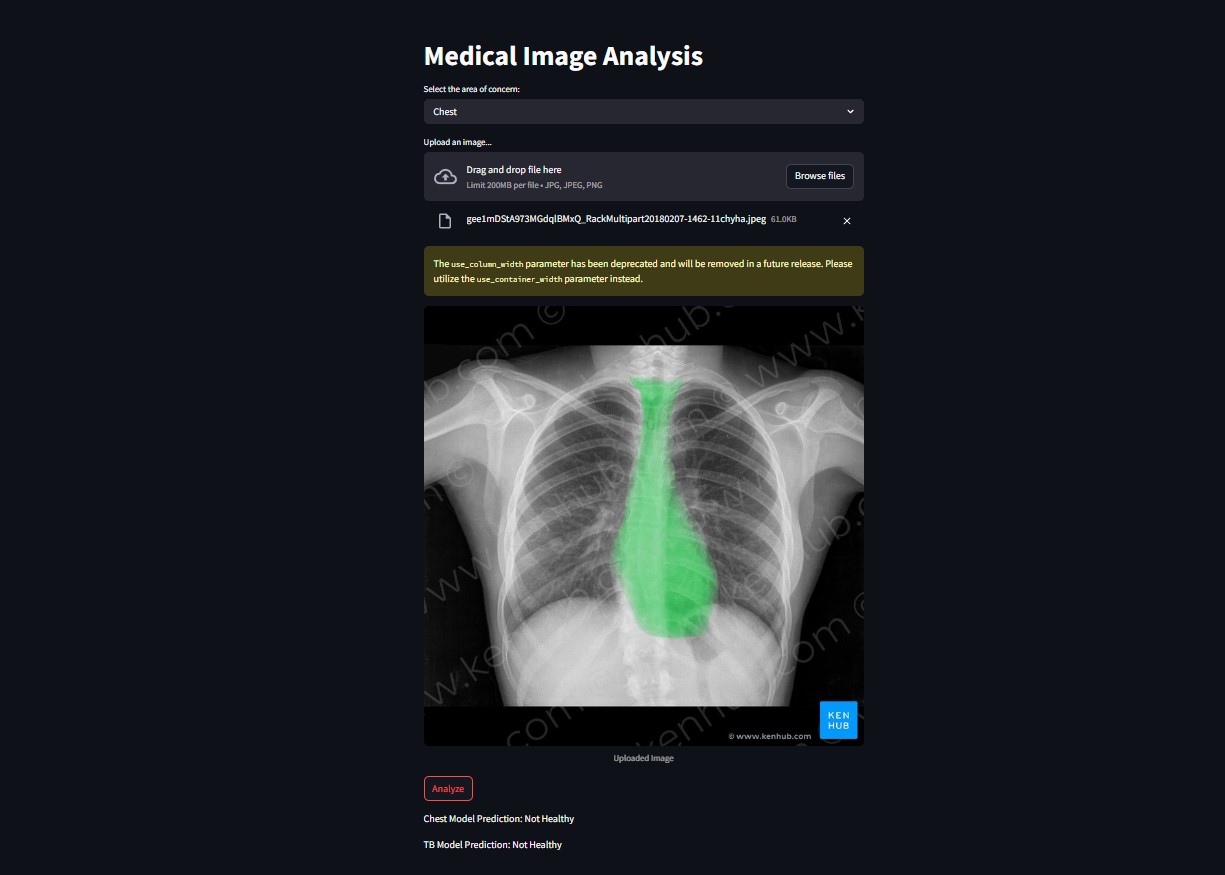 Medical Image Analysis
Select the area of concern:
Chest
Upload an image...
Drag and drop file here
Limit 200MB per file • JPG, JPEG, PNG
Browse files
gee1mDStA973MGdqlBMxQ_RackMultipart20180207-1462-11chyha.jpeg 61.0KB
The use_column_width parameter has been deprecated and will be removed in a future release. Please
utilize the use_container_width parameter instead.
KEN
HUB
© www.kenhub.com
Uploaded Image
Analyze
Chest Model Prediction: Not Healthy
TB Model Prediction: Not Healthy